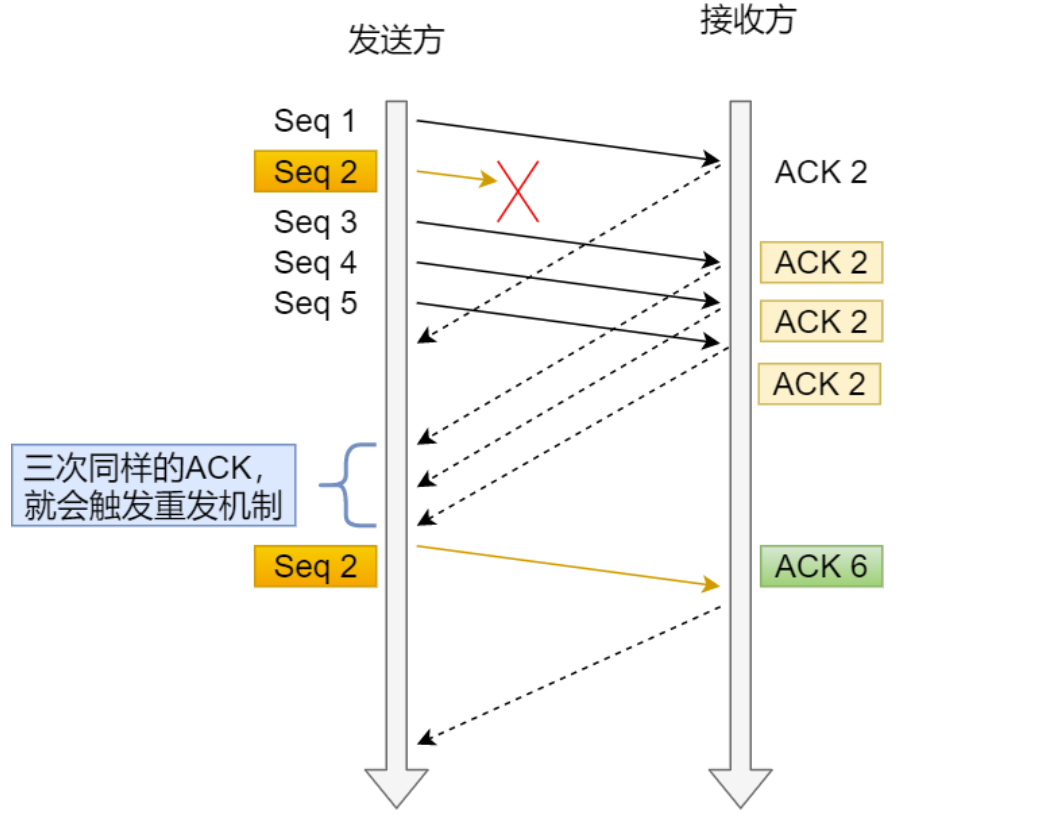 发送方
接收方
Seq 1
ACK 2
Seq 2
Seq 3
ACK 2
Seq 4
Seq 5
ACK 2
ACK 2
三次同样的ACK，
就会触发重发机制
Seq 2
ACK 6